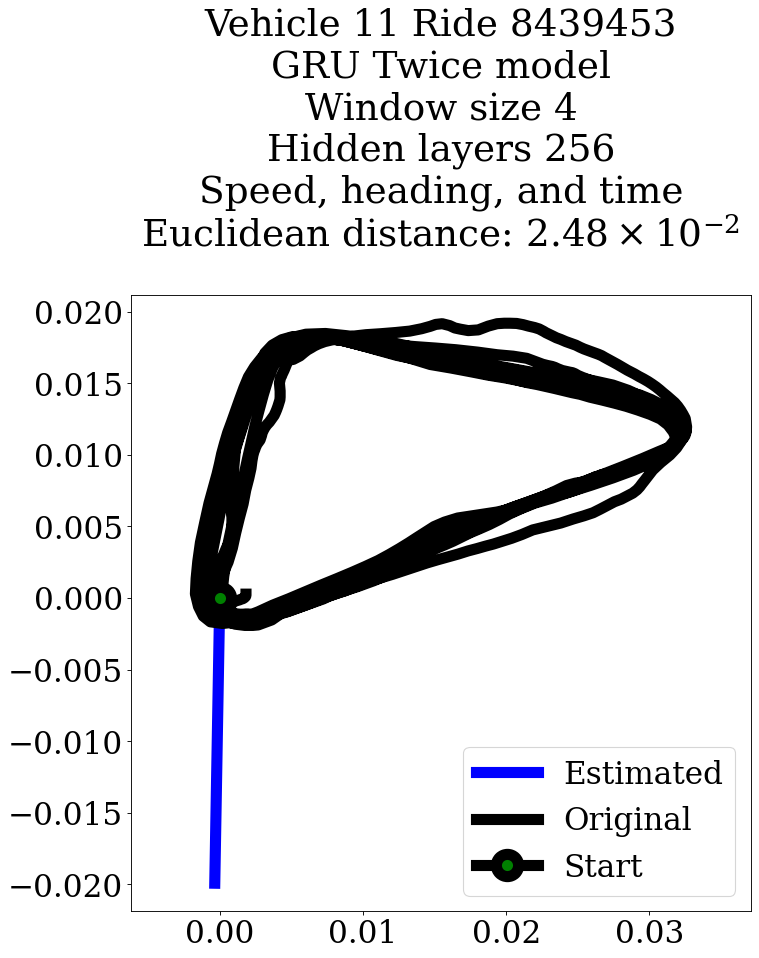 Vehicle 11 Ride 8439453
GRU Twice model
Window size 4
Hidden layers 256
Speed, heading, and time
Euclidean distance: 2.48 × 10⁻²
0.020
0.015
0.010
0.005
0.000
−0.005
−0.010
−0.015
−0.020
Estimated
Original
Start
0.00 0.01 0.02 0.03